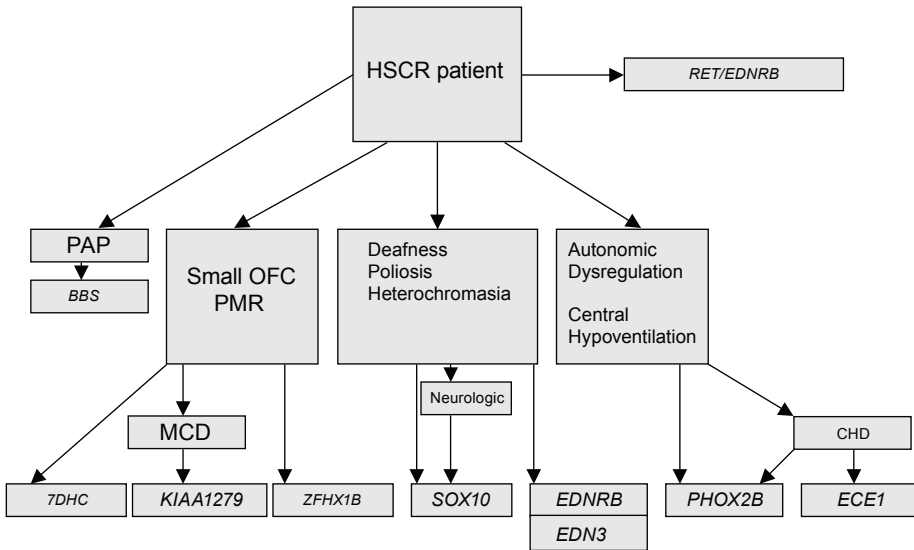 HSCR patient
RET/EDNRB
PAP
BBS
Small OFC
PMR
Deafness
Poliosis
Heterochromasia
Autonomic
Dysregulation
Central
Hypoventilation
Neurologic
MCD
CHD
7DHC
KIAA1279
ZFHX1B
SOX10
EDNRB
EDN3
PHOX2B
ECE1